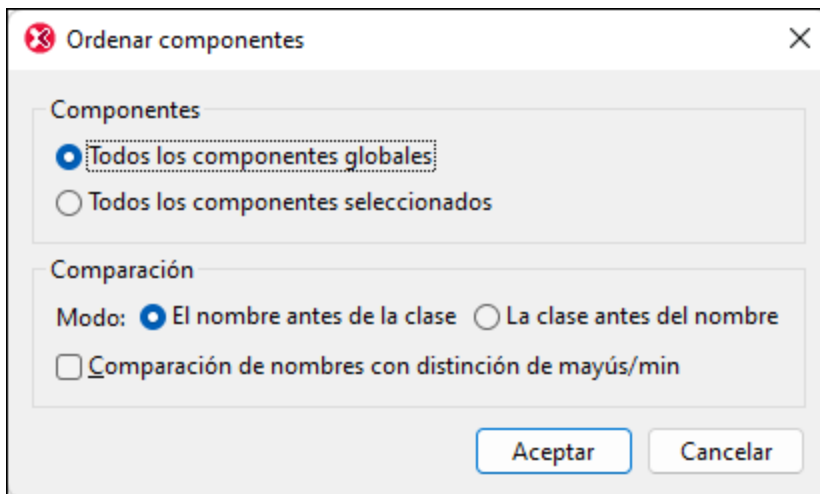 Ordenar componentes
Componentes
Todos los componentes globales
Todos los componentes seleccionados
Comparación
Modo: El nombre antes de la clase La clase antes del nombre
Comparación de nombres con distinción de mayús/min
Aceptar Cancelar